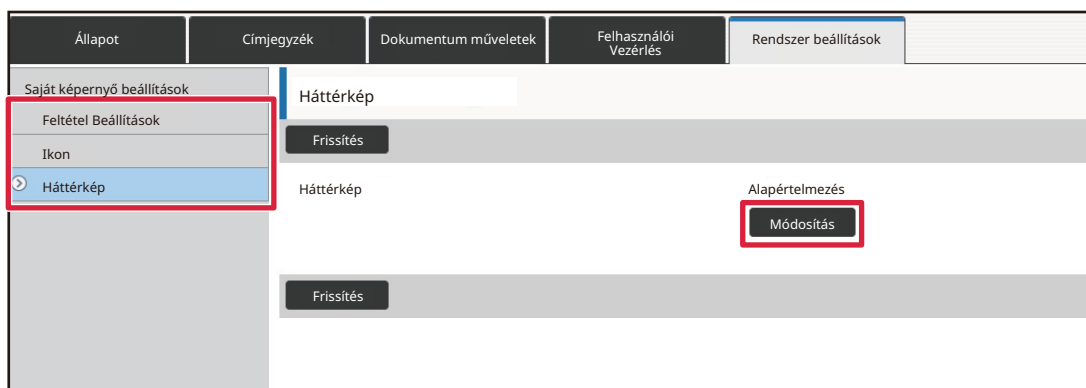 Állapot
Címjegyzék
Dokumentum műveletek
Felhasználói
Vezérlés
Rendszer beállítások
Saját képernyő beállítások
Feltétel Beállítások
Ikon
Háttérkép
Háttérkép
Frissítés
Háttérkép
Alapértelmezés
Módosítás
Frissítés